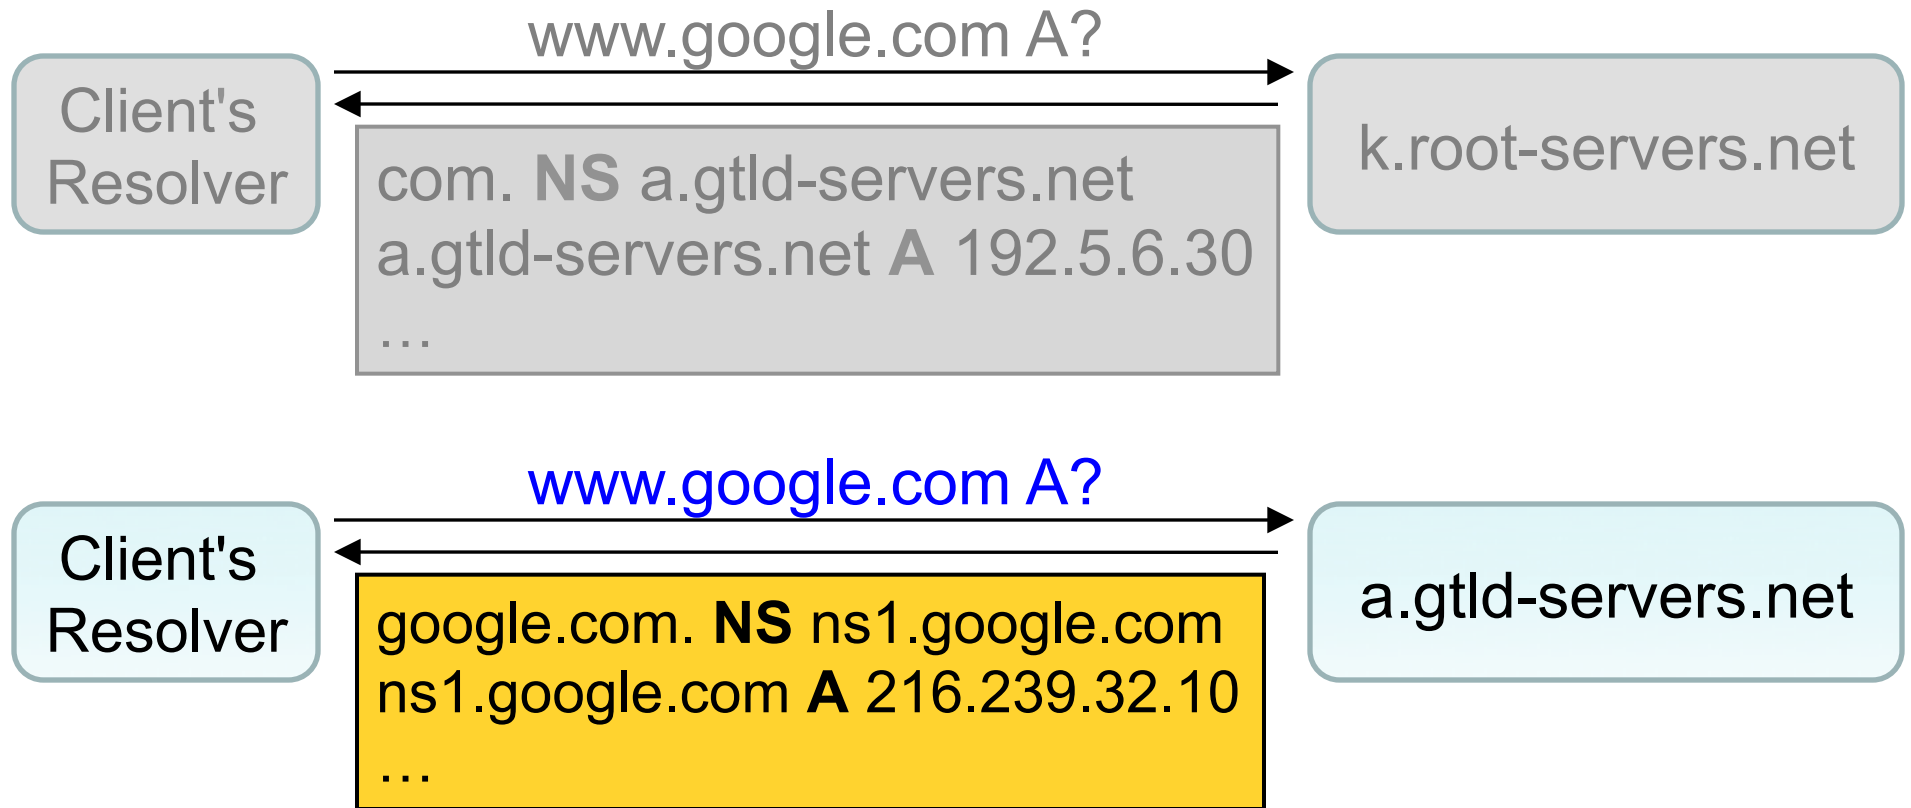 www.google.com A?
Client's
Resolver
com. NS a.gtld-servers.net
a.gtld-servers.net A 192.5.6.30
…
k.root-servers.net
www.google.com A?
Client's
Resolver
google.com. NS ns1.google.com
ns1.google.com A 216.239.32.10
…
a.gtld-servers.net